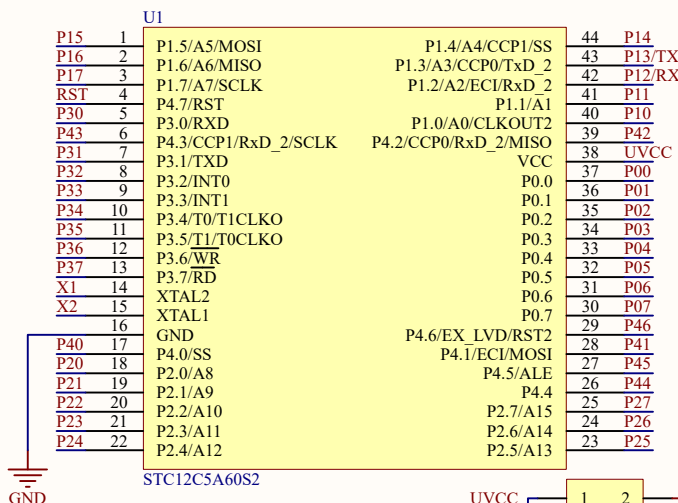 U1
P15 1 P1.5/A5/MOSI P1.4/A4/CCP1/SS 44 P14
P16 2 P1.6/A6/MISO P1.3/A3/CCP0/TxD_2 43 P13/TX
P17 3 P1.7/A7/SCLK P1.2/A2/ECI/RxD_2 42 P12/RX
RST 4 P4.7/RST P1.1/A1 41 P11
P30 5 P3.0/RXD P1.0/A0/CLKOUT2 40 P10
P43 6 P4.3/CCP1/RxD_2/SCLK P4.2/CCP0/RxD_2/MISO 39 P42
P31 7 P3.1/TXD VCC 38 UVCC
P32 8 P3.2/INT0 P0.0 37 P00
P33 9 P3.3/INT1 P0.1 36 P01
P34 10 P3.4/T0/T1CLKO P0.2 35 P02
P35 11 P3.5/T1/T0CLKO P0.3 34 P03
P36 12 P3.6/WR P0.4 33 P04
P37 13 P3.7/RD P0.5 32 P05
X1 14 XTAL2 P0.6 31 P06
X2 15 XTAL1 P0.7 30 P07
16 GND P4.6/EX_LVD/RST2 29 P46
P40 17 P4.0/SS P4.1/ECI/MOSI 28 P41
P20 18 P2.0/A8 P4.5/ALE 27 P45
P21 19 P2.1/A9 P4.4 26 P44
P22 20 P2.2/A10 P2.7/A15 25 P27
P23 21 P2.3/A11 P2.6/A14 24 P26
P24 22 P2.4/A12 P2.5/A13 23 P25
STC12C5A60S2
GND UVCC 1 2